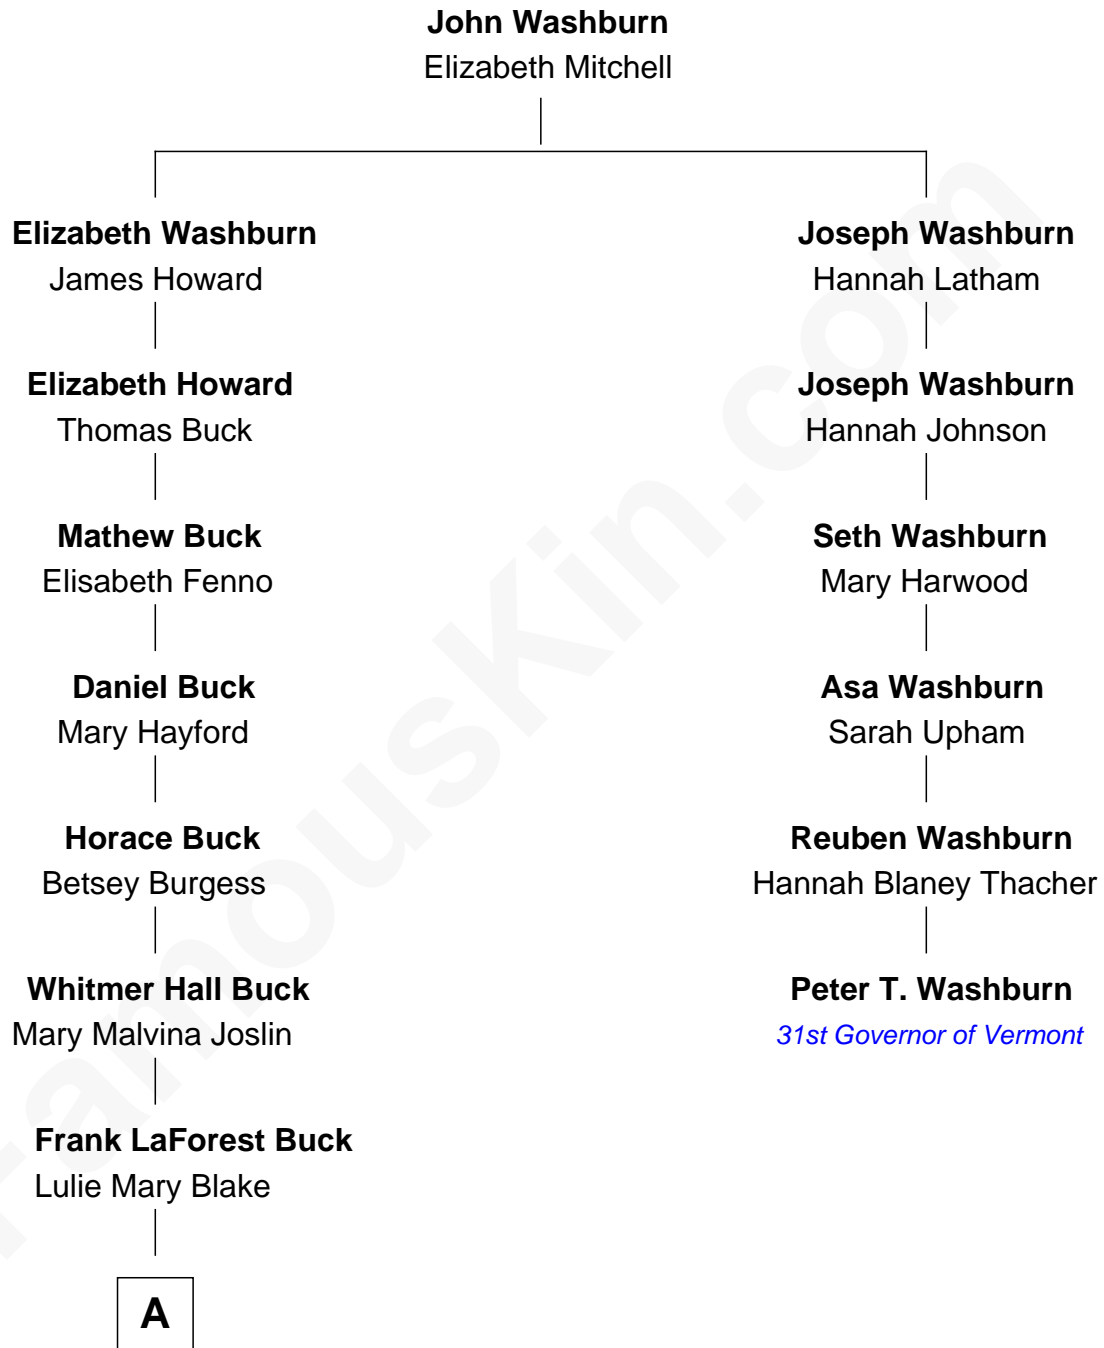 John Washburn
Elizabeth Mitchell
Elizabeth Washburn
James Howard
Joseph Washburn
Hannah Latham
Elizabeth Howard
Thomas Buck
Joseph Washburn
Hannah Johnson
Mathew Buck
Elisabeth Fenno
Seth Washburn
Mary Harwood
Daniel Buck
Mary Hayford
Asa Washburn
Sarah Upham
Horace Buck
Betsey Burgess
Reuben Washburn
Hannah Blaney Thacher
Whitmer Hall Buck
Mary Malvina Joslin
Peter T. Washburn
31st Governor of Vermont
Frank LaForest Buck
Lulie Mary Blake
A
FamousKin.com